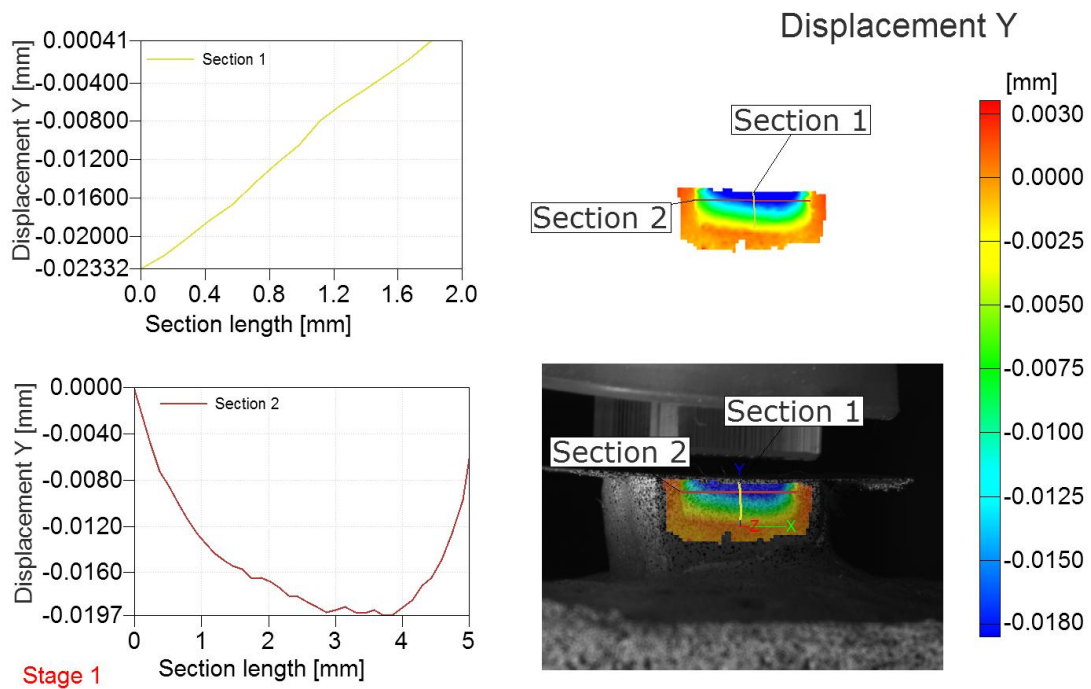 Displacement Y
Displacement Y [mm]
0.00041
-0.00400
-0.00800
-0.01200
-0.01600
-0.02000
-0.02332
Section 1
0.0
0.4
0.8
1.2
1.6
2.0
Section length [mm]
Section 1
Section 2
[mm]
0.0030
0.0000
-0.0025
-0.0050
-0.0075
-0.0100
-0.0125
-0.0150
-0.0180
Displacement Y [mm]
0.0000
-0.0040
-0.0080
-0.0120
-0.0160
-0.0197
Section 2
0
1
2
3
4
5
Section length [mm]
Stage 1
Section 1
Section 2
Y
Z
X